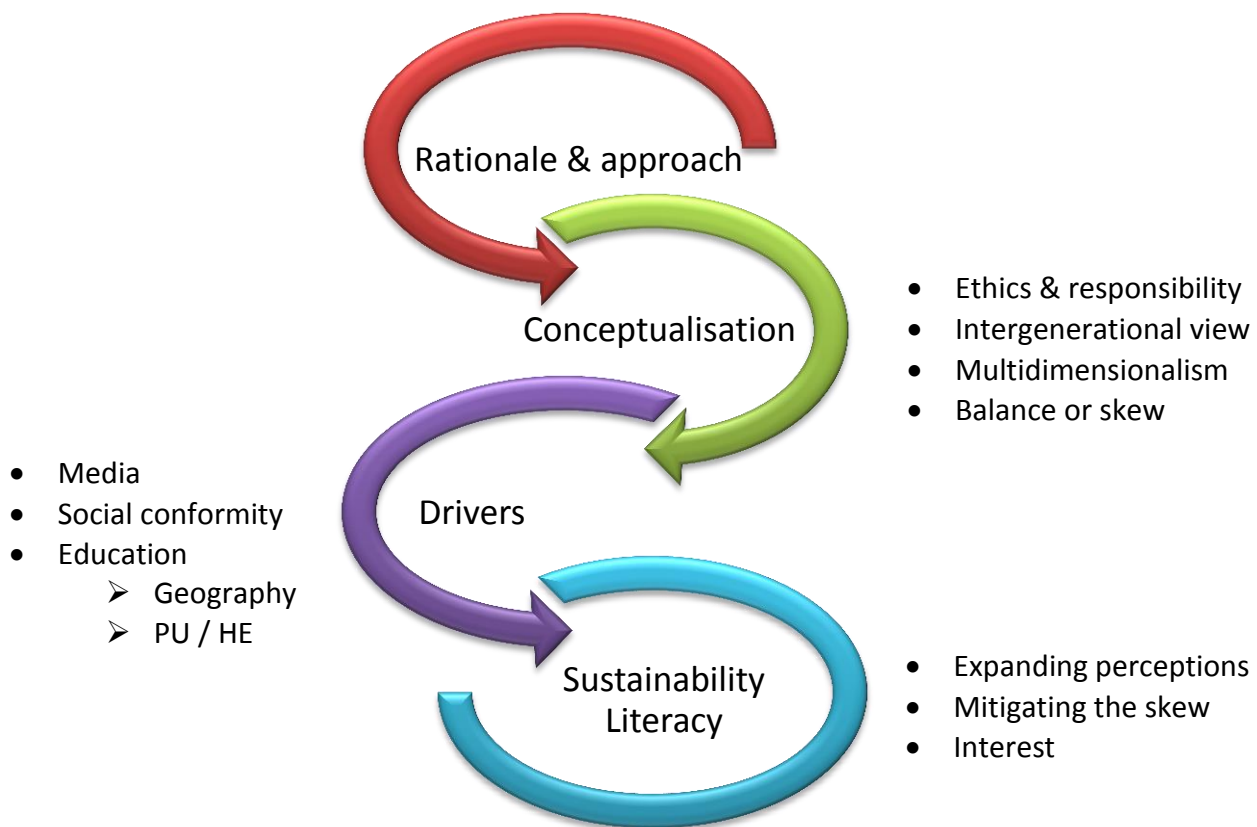 Rationale & approach
Conceptualisation
• Ethics & responsibility
• Intergenerational view
• Multidimensionalism
• Balance or skew
• Media
• Social conformity
• Education
➢ Geography
➢ PU / HE
Drivers
Sustainability
Literacy
• Expanding perceptions
• Mitigating the skew
• Interest